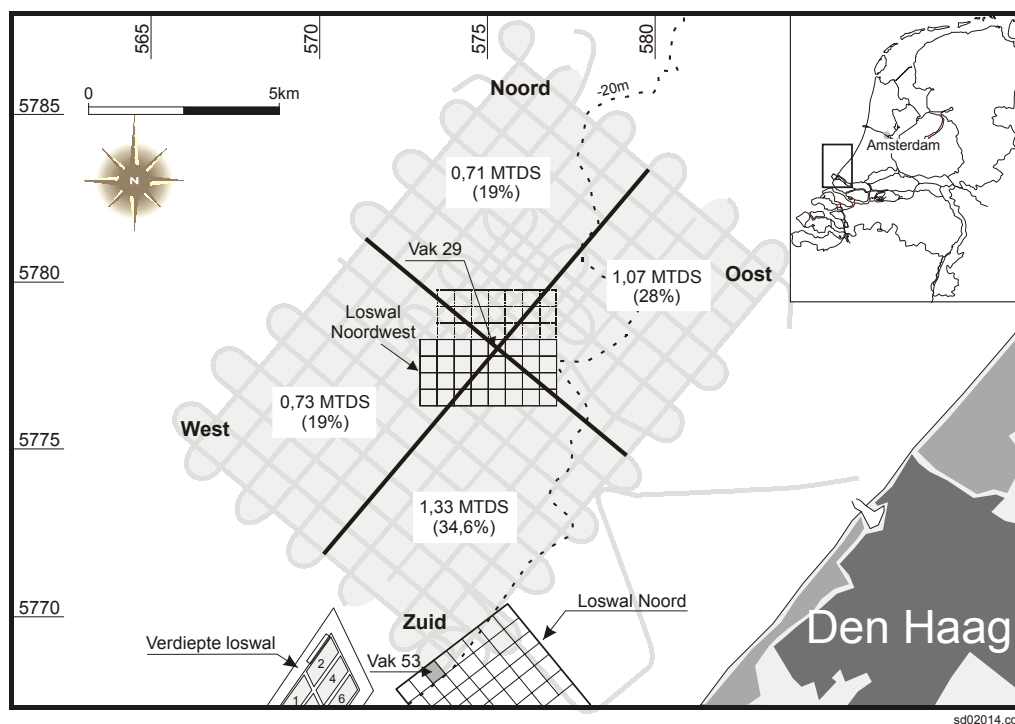 565
570
575
580
5785
5780
5775
5770
0
5km
N
Noord
-20m
Amsterdam
0,71 MTDS
(19%)
Vak 29
1,07 MTDS
(28%)
Oost
Loswal
Noordwest
0,73 MTDS
(19%)
West
1,33 MTDS
(34,6%)
Zuid
Loswal Noord
Verdiepte loswal
Vak 53
Den Haag
2
4
1
6
sd02014.cd